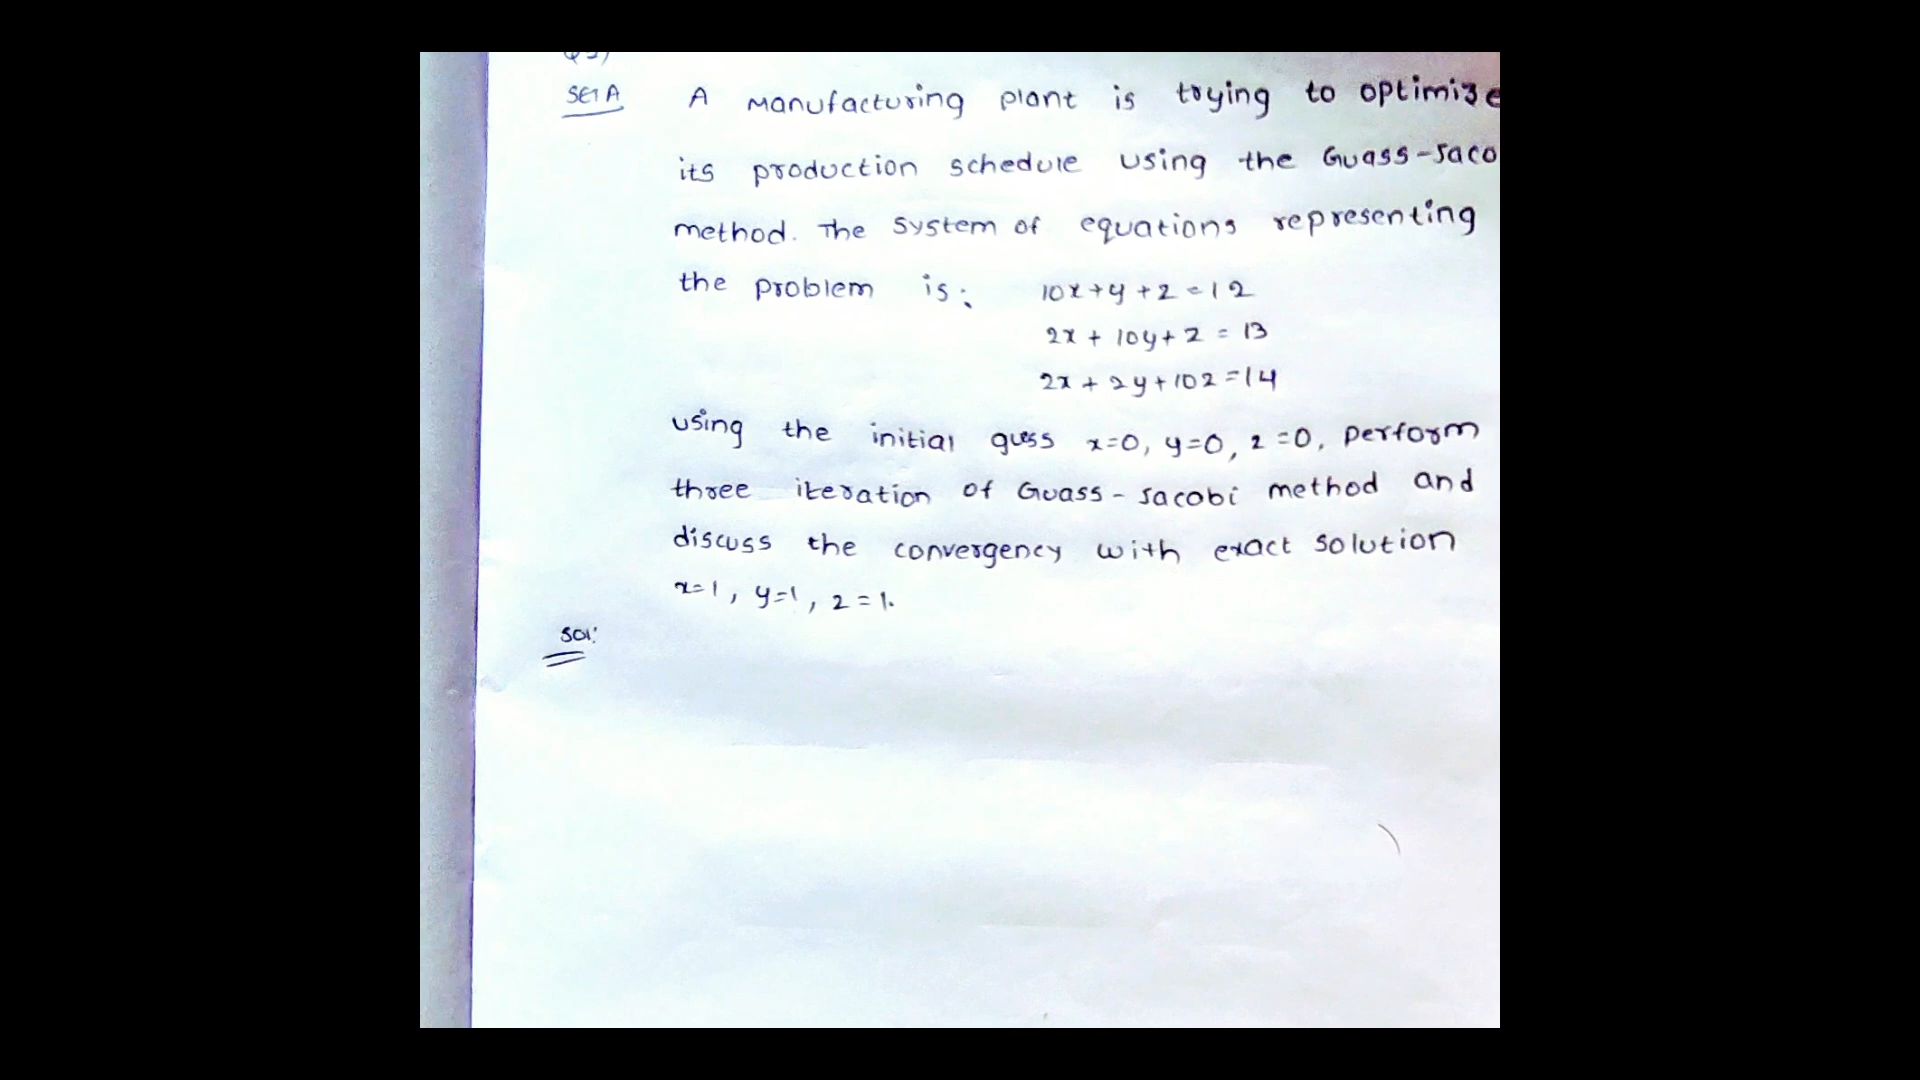 SET A A manufacturing plant is trying to optimize
its production schedule using the Guass-Jaco
method. The system of equations representing
the problem is: 10x+y+z=12
2x + 10y+z = 13
2x + 2y+10z=14
using the initial guss x=0, y=0, z=0, perform
three iteration of Guass-Jacobi method and
discuss the convergency with exact solution
x=1, y=1, z=1.
Sol: